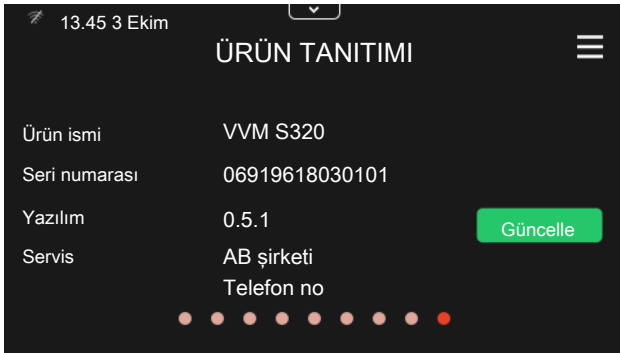 13.45 3 Ekim
ÜRÜN TANITIMI
Ürün ismi VVM S320
Seri numarası 06919618030101
Yazılım 0.5.1 Güncelle
Servis AB şirketi
Telefon no